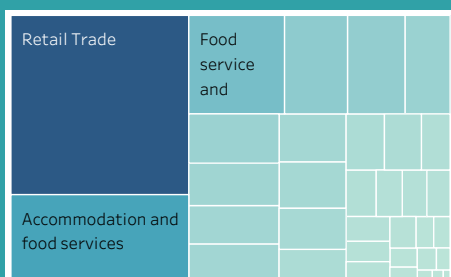 Retail Trade
Food
service
and
Accommodation and
food services